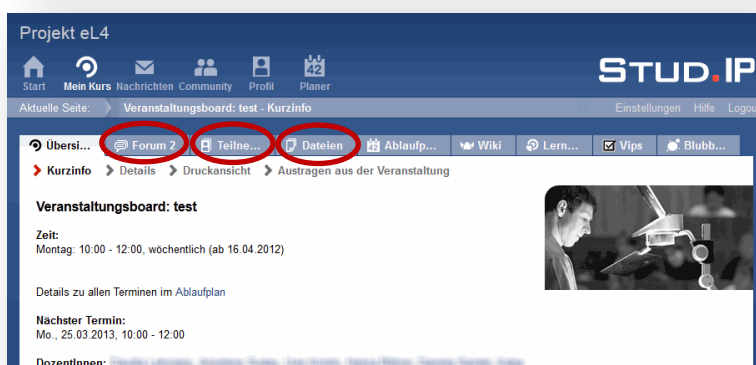 Projekt eL4
Start Mein Kurs Nachrichten Community Profil 42 Planer
STUD.IP
Aktuelle Seite: Veranstaltungsboard: test - Kurzinfo Einstellungen Hilfe Logou
Übersi... Forum 2 Teilne... Dateien Ablaufp... Wiki Lern... Vips Blubb...
Kurzinfo Details Druckansicht Austragen aus der Veranstaltung
Veranstaltungsboard: test
Zeit:
Montag: 10:00 - 12:00, wöchentlich (ab 16.04.2012)
Details zu allen Terminen im Ablaufplan
Nächster Termin:
Mo., 25.03.2013, 10:00 - 12:00
DozentInnen: